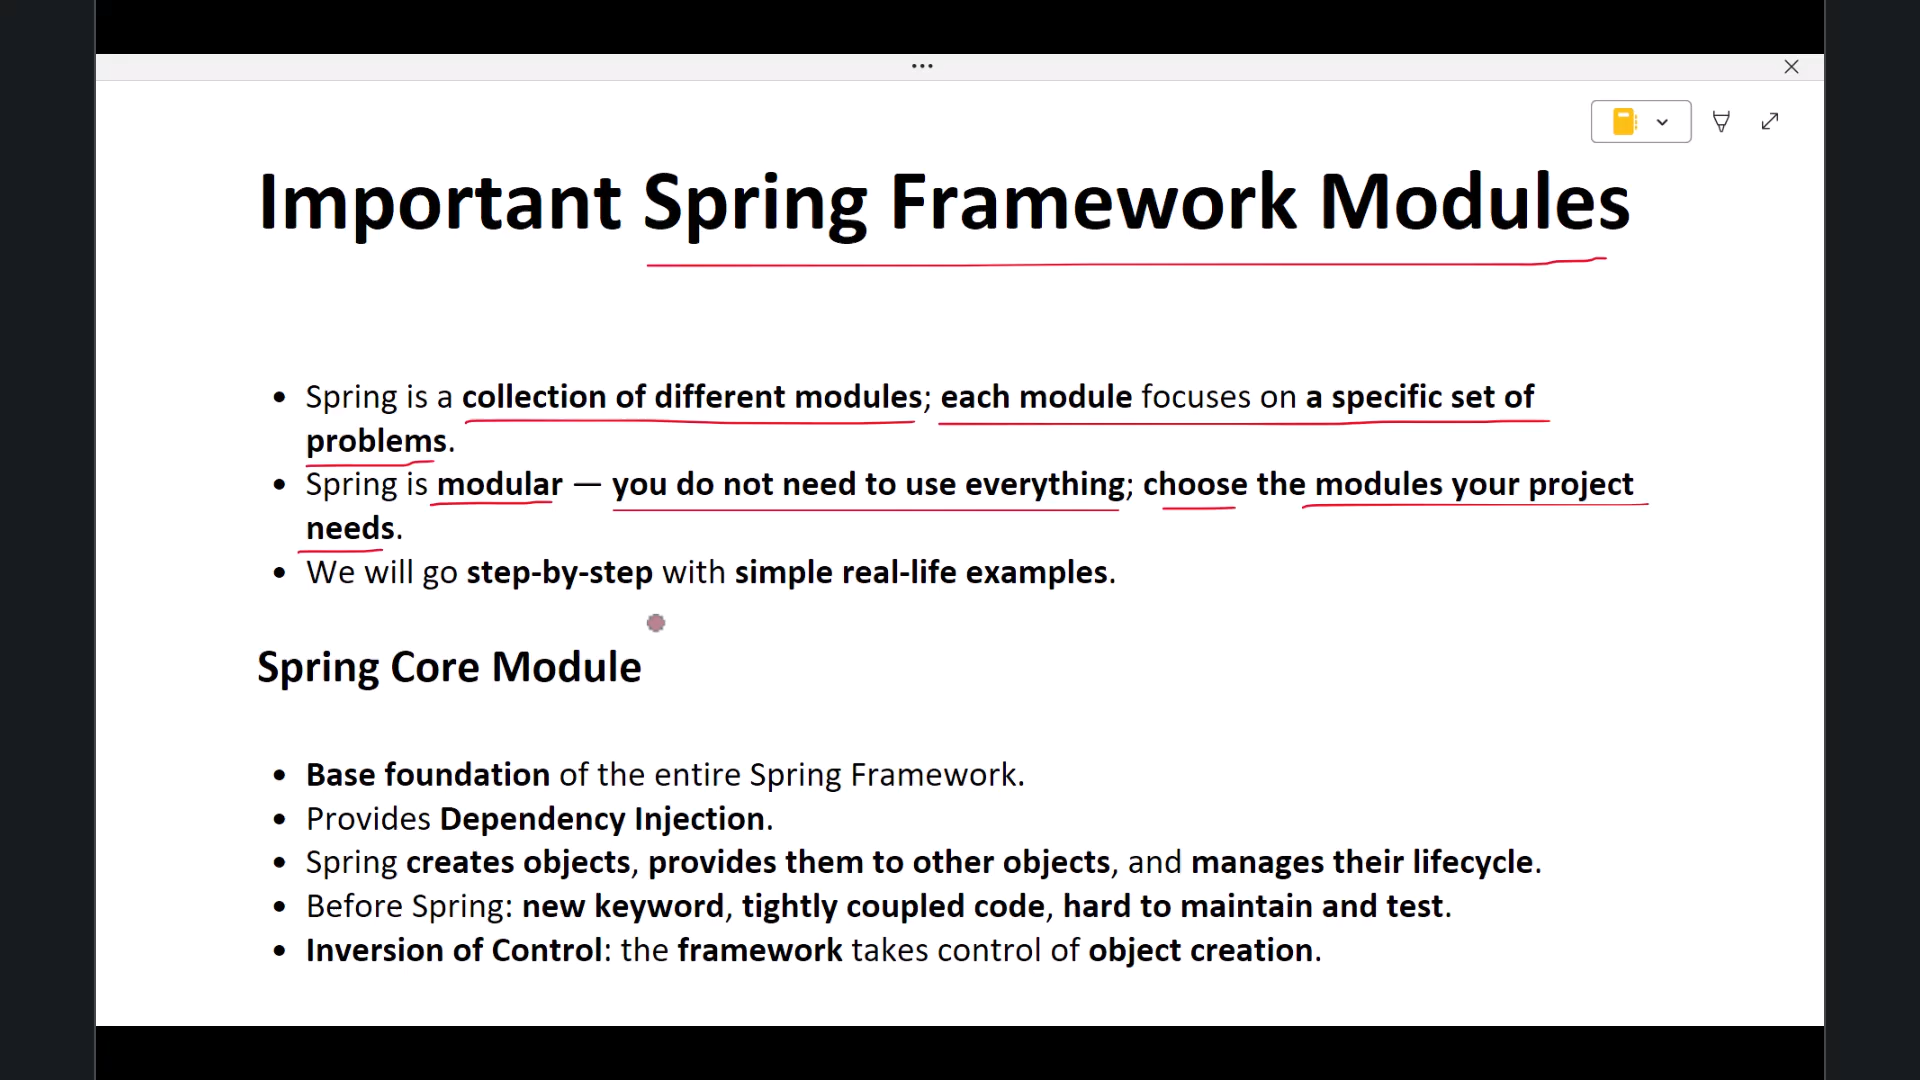 Important Spring Framework Modules
• Spring is a collection of different modules; each module focuses on a specific set of
problems.
• Spring is modular — you do not need to use everything; choose the modules your project
needs.
• We will go step-by-step with simple real-life examples.
Spring Core Module
• Base foundation of the entire Spring Framework.
• Provides Dependency Injection.
• Spring creates objects, provides them to other objects, and manages their lifecycle.
• Before Spring: new keyword, tightly coupled code, hard to maintain and test.
• Inversion of Control: the framework takes control of object creation.